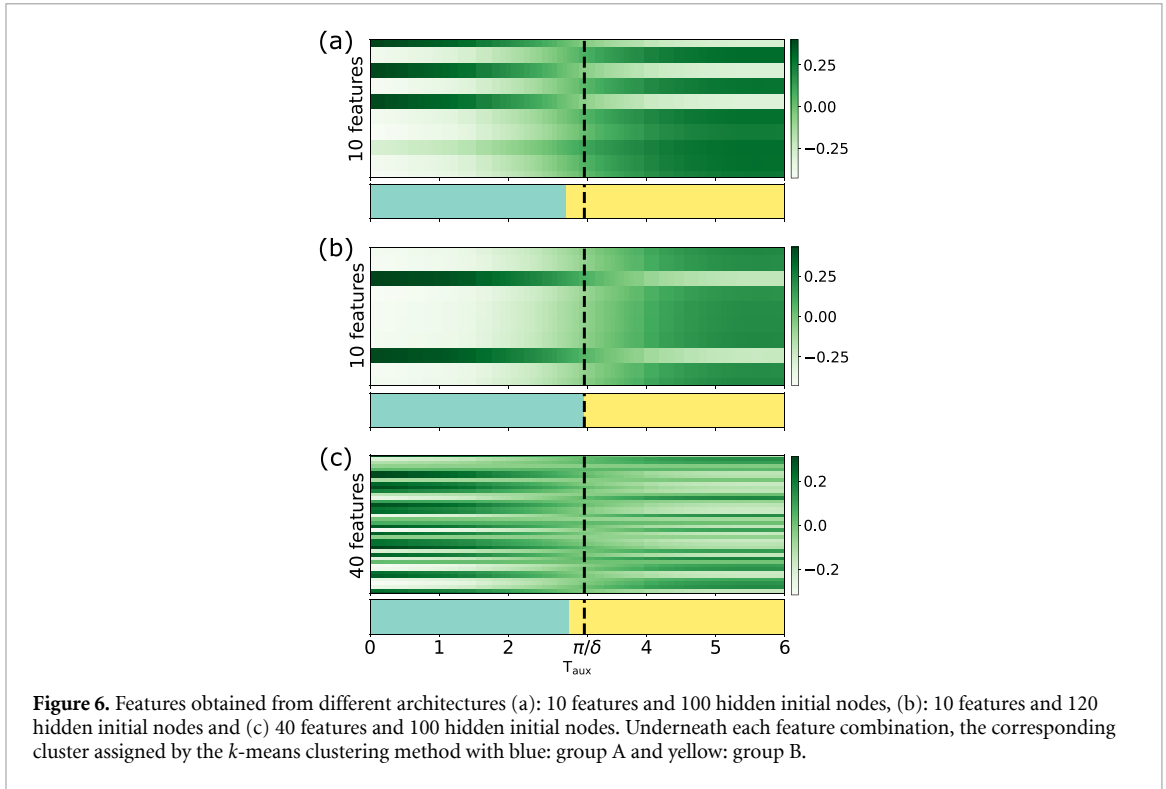 (a)
10 features
0.25
0.00
−0.25
(b)
10 features
0.25
0.00
−0.25
(c)
40 features
0.2
0.0
−0.2
0 1 2 π/δ 4 5 6
T_aux
Figure 6. Features obtained from different architectures (a): 10 features and 100 hidden initial nodes, (b): 10 features and 120
hidden initial nodes and (c) 40 features and 100 hidden initial nodes. Underneath each feature combination, the corresponding
cluster assigned by the k-means clustering method with blue: group A and yellow: group B.